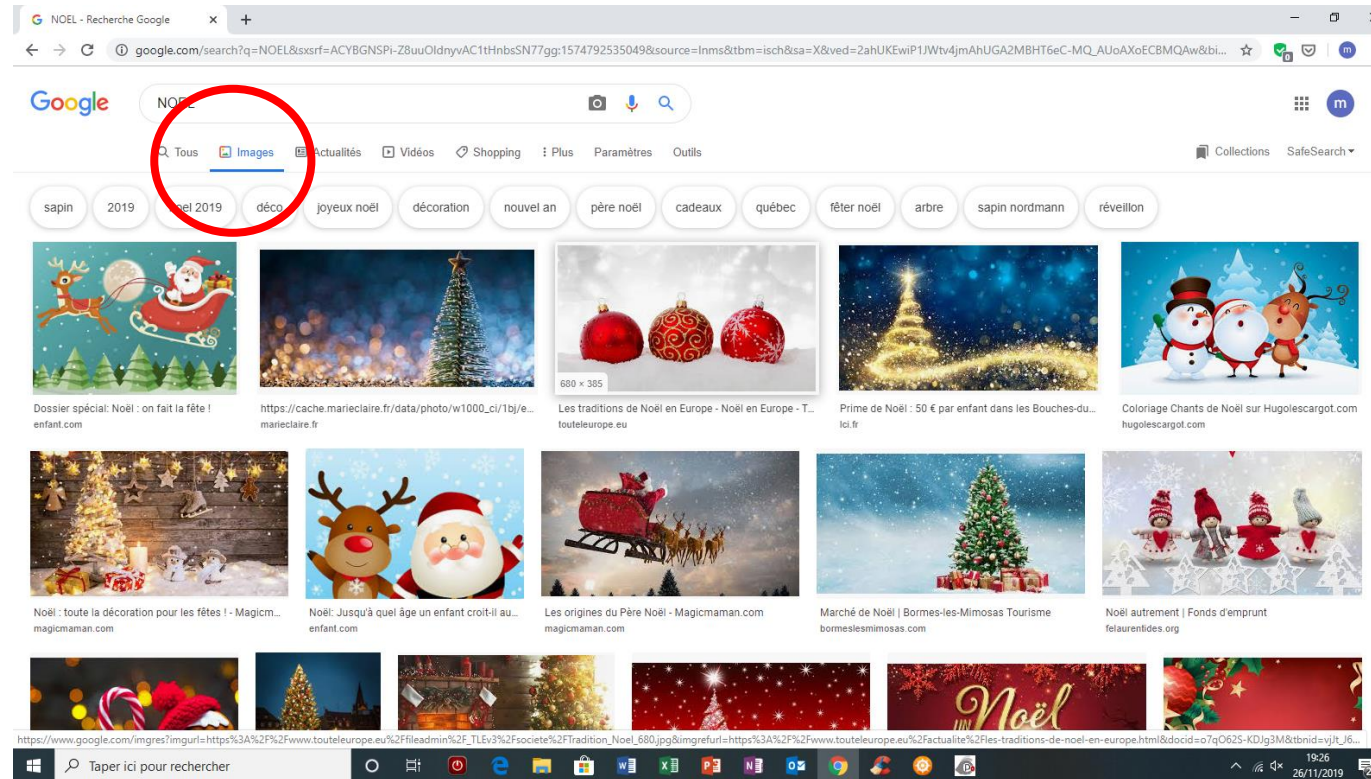 NOEL - Recherche Google
google.com/search?q=NOEL&sxsrf=ACYBGNSPi-Z8uuOIdnyvAC1tHnbsSN77gg:1574792535049&source=lnms&tbm=isch&sa=X&ved=2ahUKEwiP1JWtv4jmAhUGA2MBHT6eC-MQ_AUoAXoECBMQAw&bi...
0
m
Google
NOEL
m
Tous Images Actualités Vidéos Shopping Plus Paramètres Outils Collections SafeSearch
sapin 2019 noel 2019 déco joyeux noël décoration nouvel an père noël cadeaux québec fêter noël arbre sapin nordmann réveillon
680 × 385
Dossier spécial: Noël : on fait la fête !
enfant.com
https://cache.marieclaire.fr/data/photo/w1000_ci/1bj/e...
marieclaire.fr
Les traditions de Noël en Europe - Noël en Europe - T...
touteleurope.eu
Prime de Noël : 50 € par enfant dans les Bouches-du...
lci.fr
Coloriage Chants de Noël sur Hugolescargot.com
hugolescargot.com
Noël : toute la décoration pour les fêtes ! - Magicm...
magicmaman.com
Noël: Jusqu'à quel âge un enfant croit-il au...
enfant.com
Les origines du Père Noël - Magicmaman.com
magicmaman.com
Marché de Noël | Bormes-les-Mimosas Tourisme
bormeslesmimosas.com
Noël autrement | Fonds d'emprunt
felaurentides.org
UN
Noël
https://www.google.com/imgres?imgurl=https%3A%2F%2Fwww.touteleurope.eu%2Ffileadmin%2F_TLEv3%2Fsociete%2FTradition_Noel_680.jpg&imgrefurl=https%3A%2F%2Fwww.touteleurope.eu%2Factualite%2Fles-traditions-de-noel-en-europe.html&docid=o7qO62S-KDJg3M&tbnid=vjJt_J6...
Taper ici pour rechercher
19:26
26/11/2019